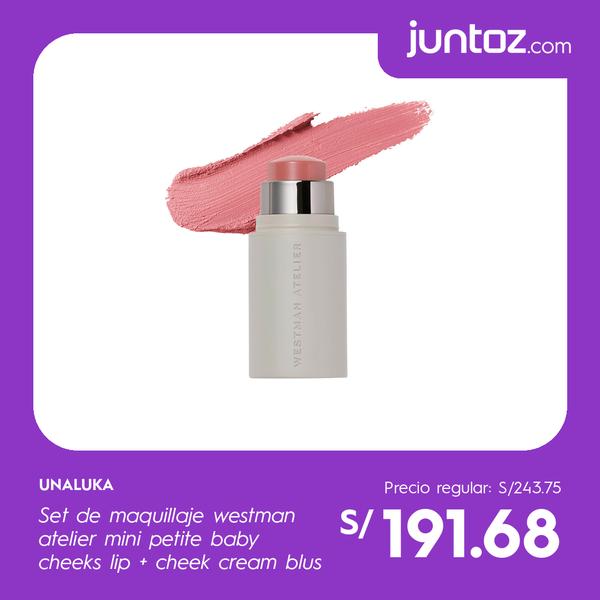 juntoz.com
WESTMAN ATELIER
UNALUKA
Set de maquillaje westman
atelier mini petite baby
cheeks lip + cheek cream blus
Precio regular: S/243.75
S/191.68